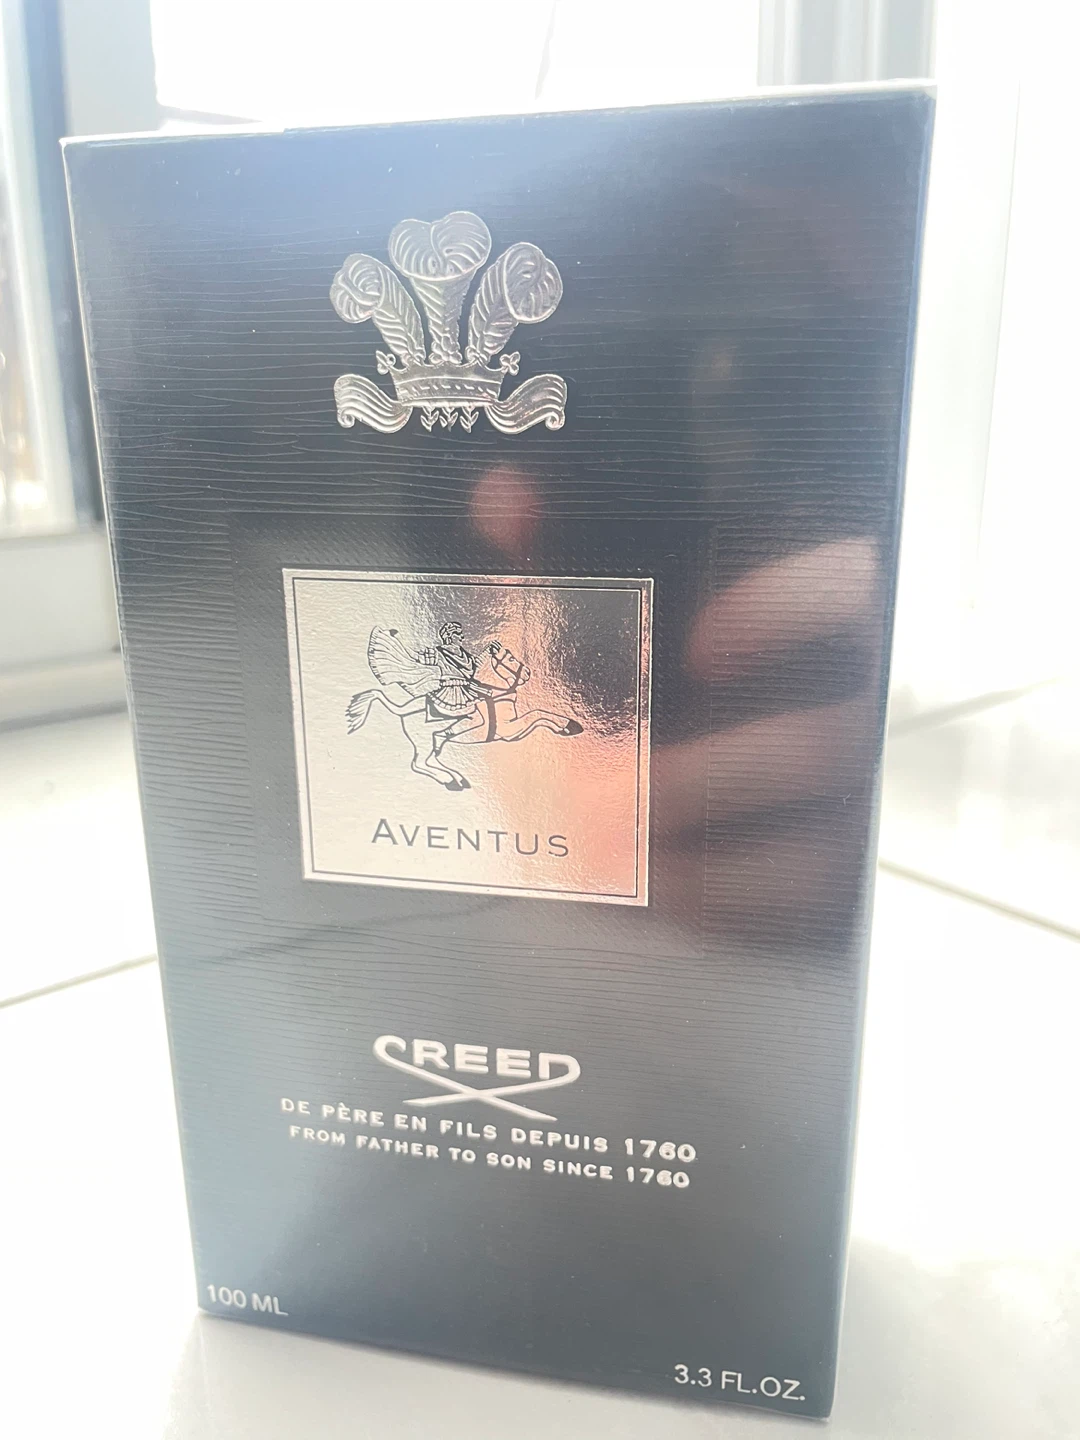 AVENTUS
CREED
DE PÈRE EN FILS DEPUIS 1760
FROM FATHER TO SON SINCE 1760
100 ML
3.3 FL.OZ.